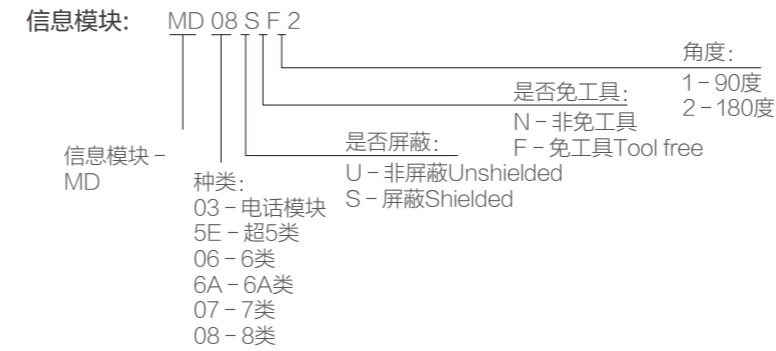 信息模块: MD 08 S F 2
角度:
1-90度
2-180度
是否免工具:
N-非免工具
F-免工具Tool free
是否屏蔽:
U-非屏蔽Unshielded
S-屏蔽Shielded
信息模块-
MD
种类:
03-电话模块
5E-超5类
06-6类
6A-6A类
07-7类
08-8类